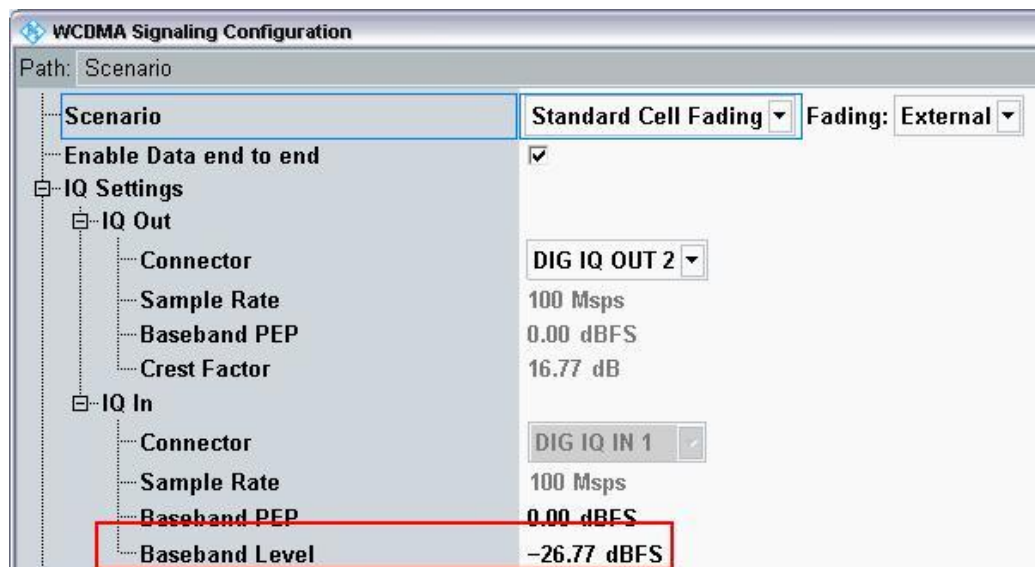 WCDMA Signaling Configuration
Path: Scenario
Scenario Standard Cell Fading Fading: External
Enable Data end to end
IQ Settings
IQ Out
Connector DIG IQ OUT 2
Sample Rate 100 Msps
Baseband PEP 0.00 dBFS
Crest Factor 16.77 dB
IQ In
Connector DIG IQ IN 1
Sample Rate 100 Msps
Baseband PEP 0.00 dBFS
Baseband Level -26.77 dBFS